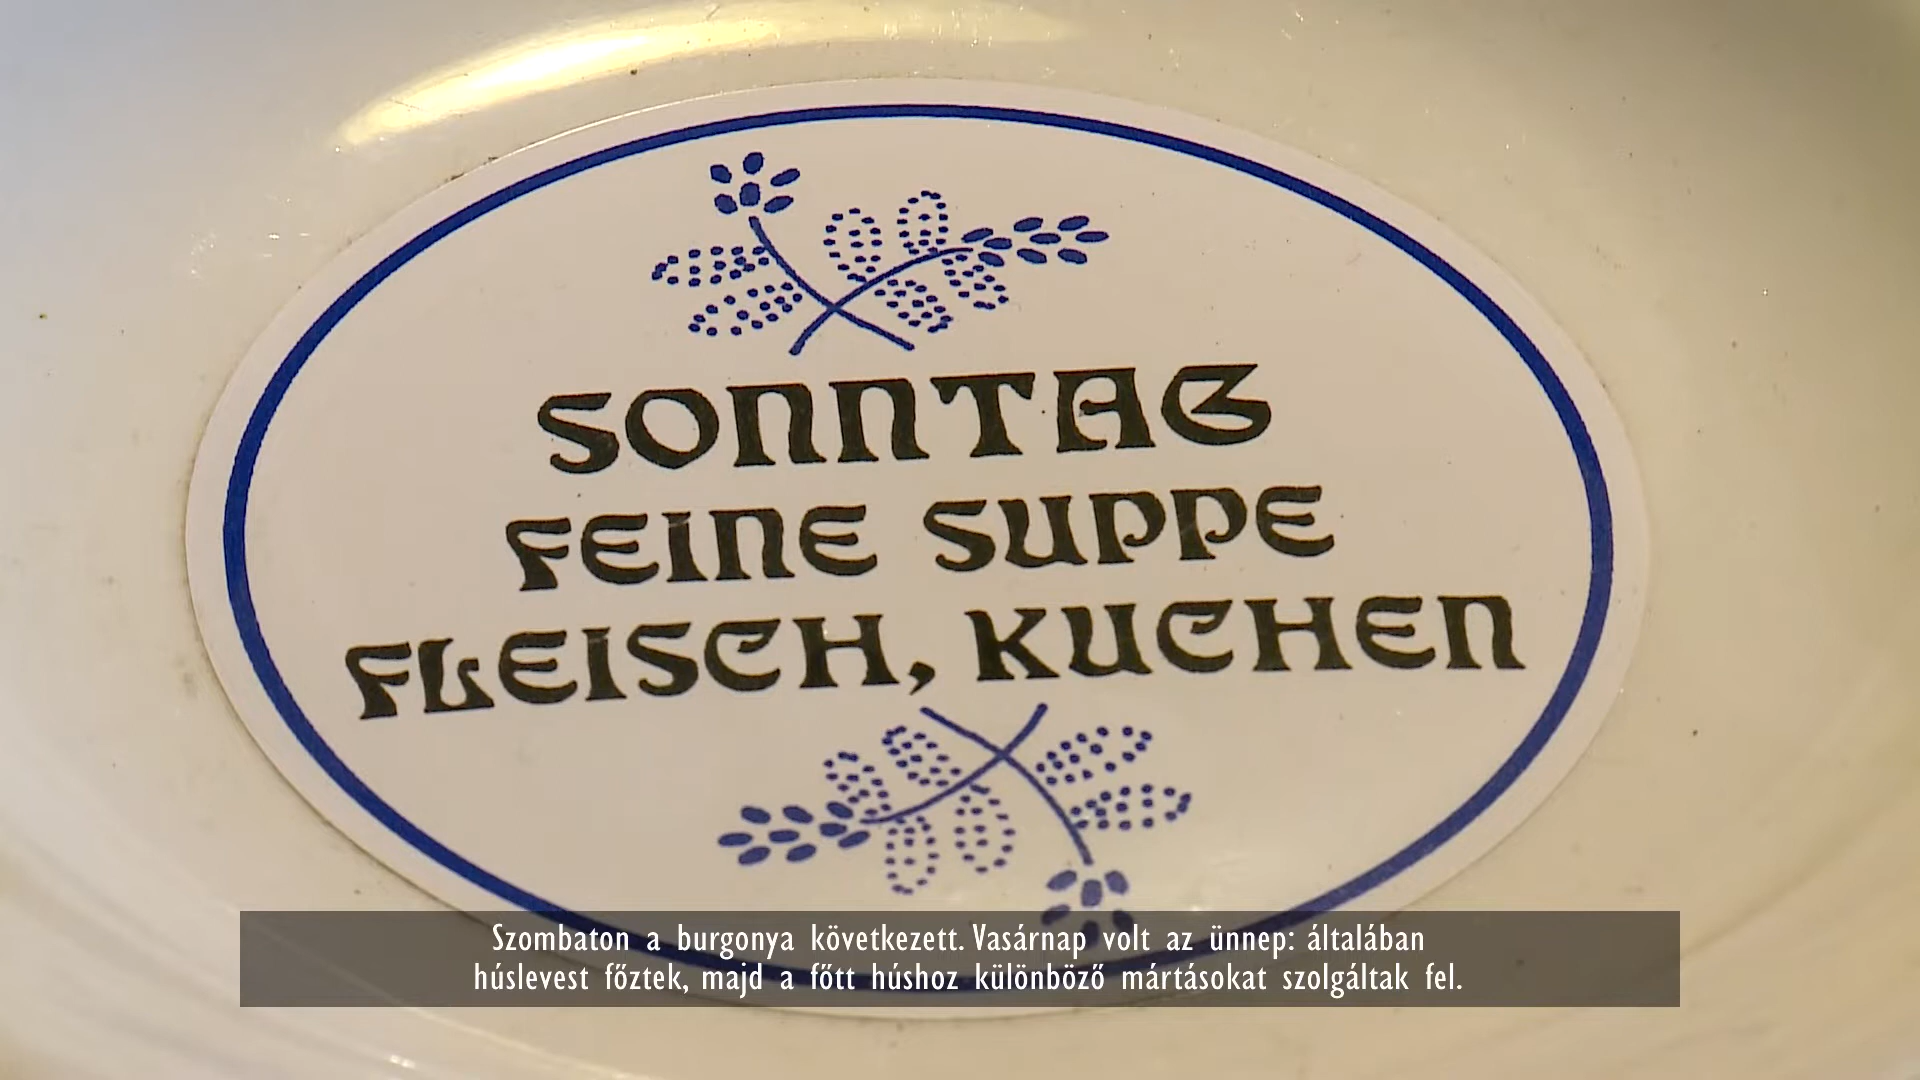 SONNTAG
FEINE SUPPE
FLEISCH, KUCHEN
Szombaton a burgonya következett. Vasárnap volt az ünnep: általában
húslevest főztek, majd a főtt húshoz különböző mártásokat szolgáltak fel.